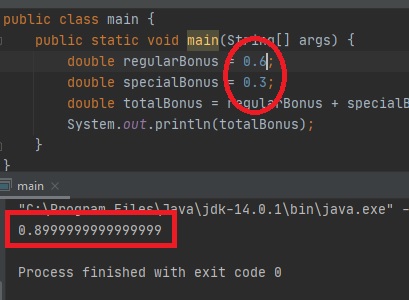 public class main {
public static void main(String[] args) {
double regularBonus = 0.6;
double specialBonus = 0.3;
double totalBonus = regularBonus + specialB
System.out.println(totalBonus);
}
}
main ×
"C:\Program Files\Java\jdk-14.0.1\bin\java.exe" -
0.8999999999999999
Process finished with exit code 0